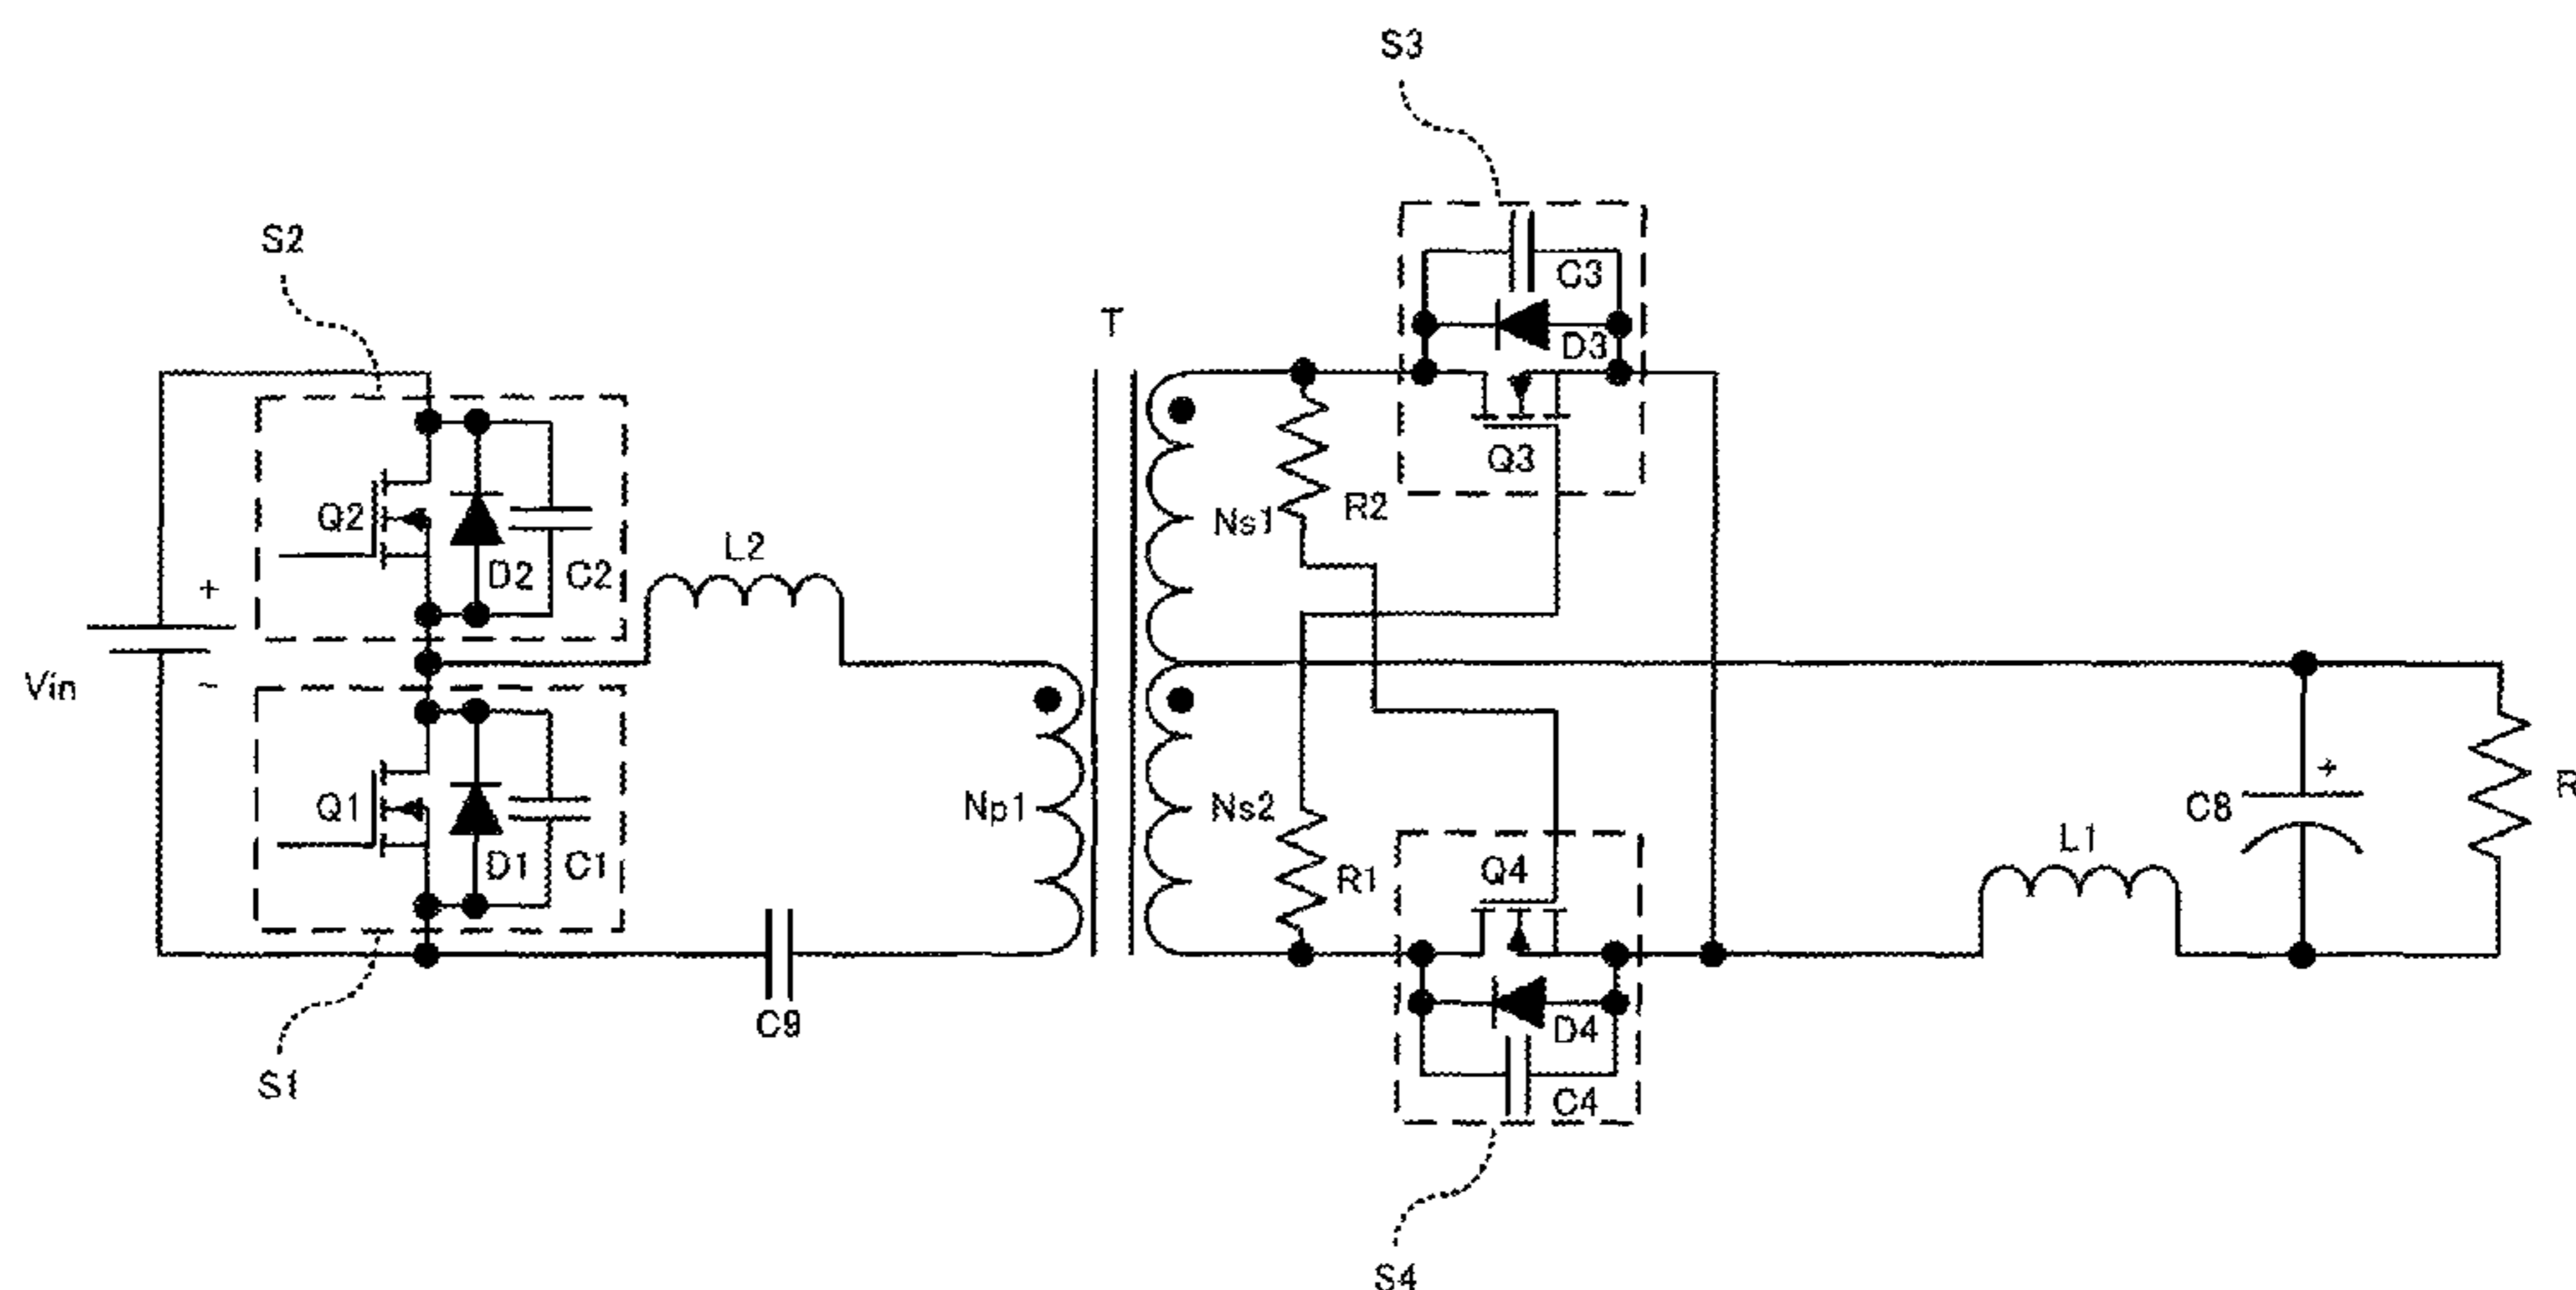 S3
S2
C3
T
D3
Q3
Q2
R2
Ns1
L2
D2
C2
+
Vin
−
+
R
Q1
Np1
Ns2
C8
L1
D1
C1
R1
Q4
C9
D4
S1
C4
S4